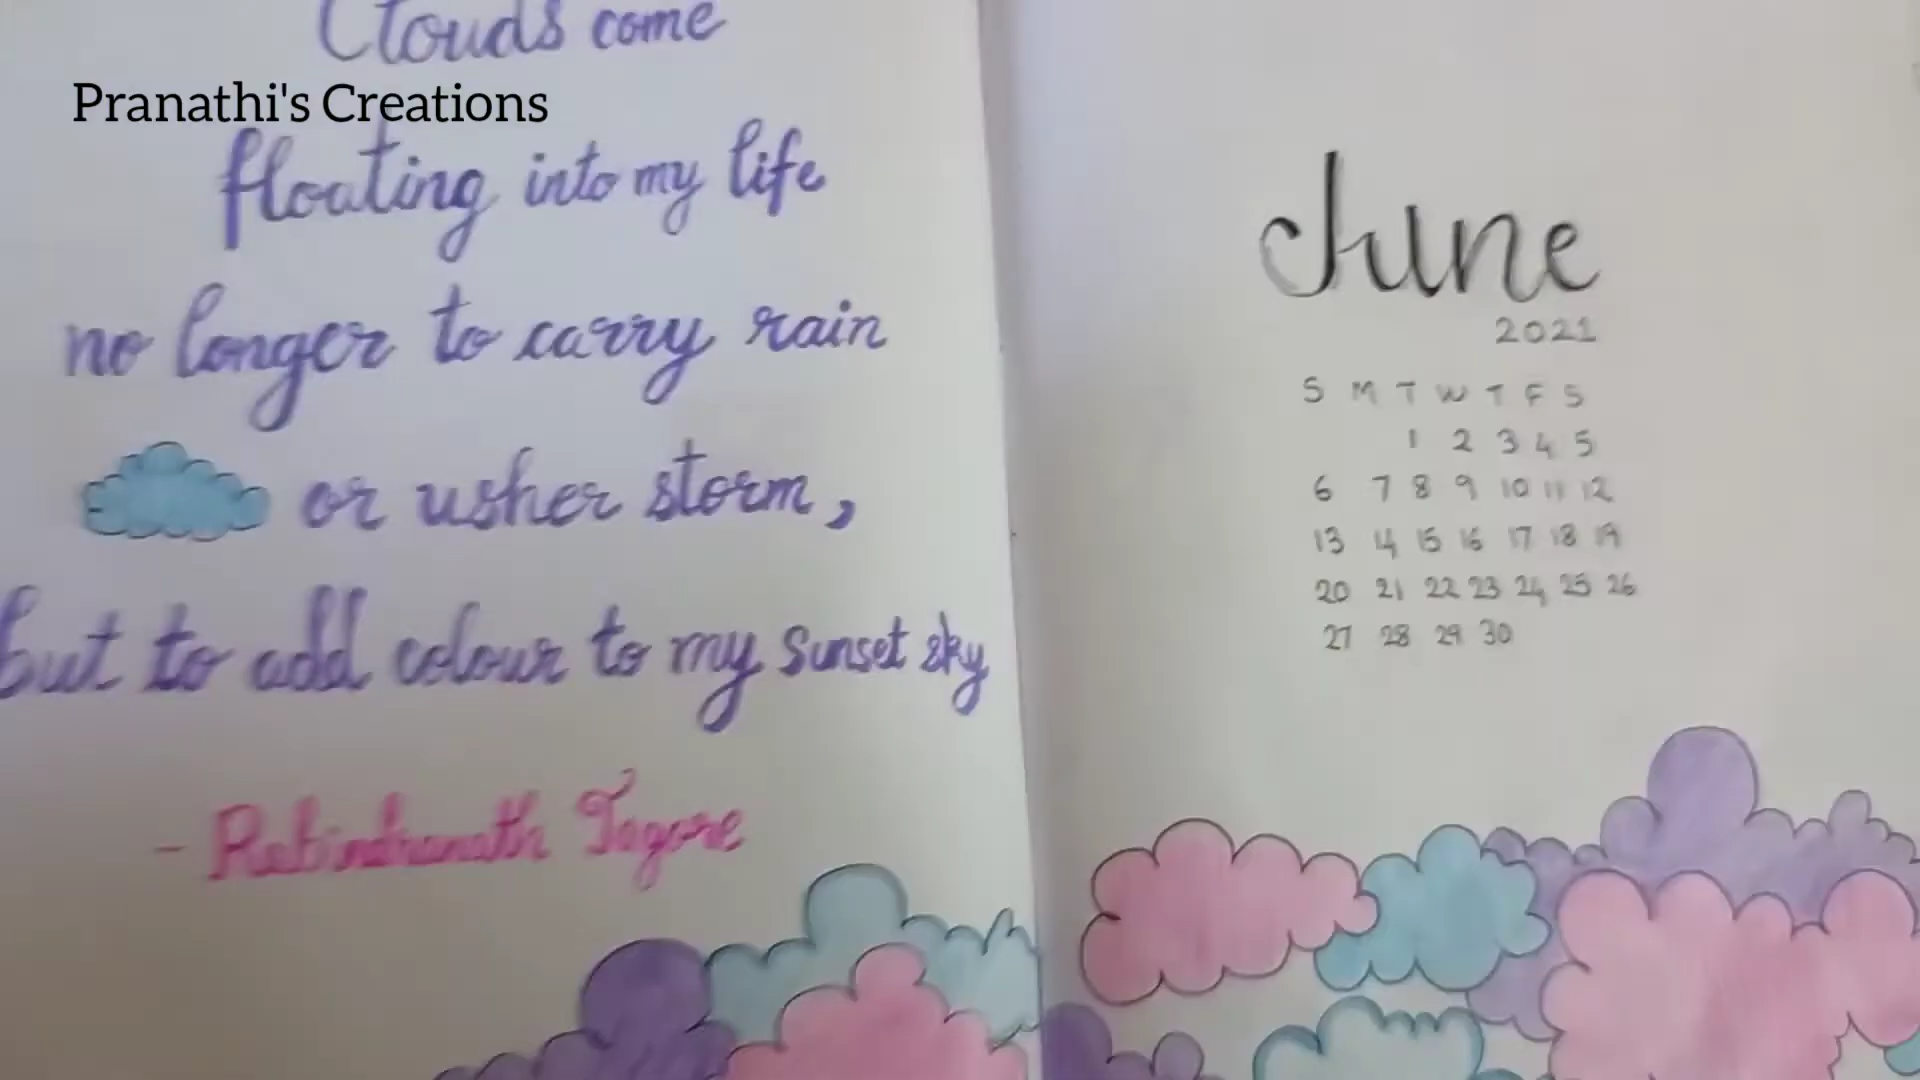 Clouds come
Pranathi's Creations
floating into my life
no longer to carry rain
or usher storm,
but to add colour to my sunset sky
- Rabindranath Tagore
June
2021
S M T W T F S
1 2 3 4 5
6 7 8 9 10 11 12
13 14 15 16 17 18 19
20 21 22 23 24 25 26
27 28 29 30